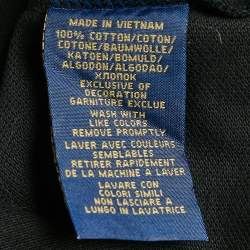 MADE IN VIETNAM
100% COTTON/COTON/
COTONE/BAUMWOLLE/
KATOEN/BOMULD/
ALGODON/ALGODAO/
ХЛОПОК
EXCLUSIVE OF
DECORATION
GARNITURE EXCLUE
WASH WITH
LIKE COLORS
REMOVE PROMPTLY
LAVER AVEC COULEURS
SEMBLABLES
RETIRER RAPIDEMENT
DE LA MACHINE A LAVER
LAVARE CON
COLORI SIMILI
NON LASCIARE A
LUNGO IN LAVATRICE